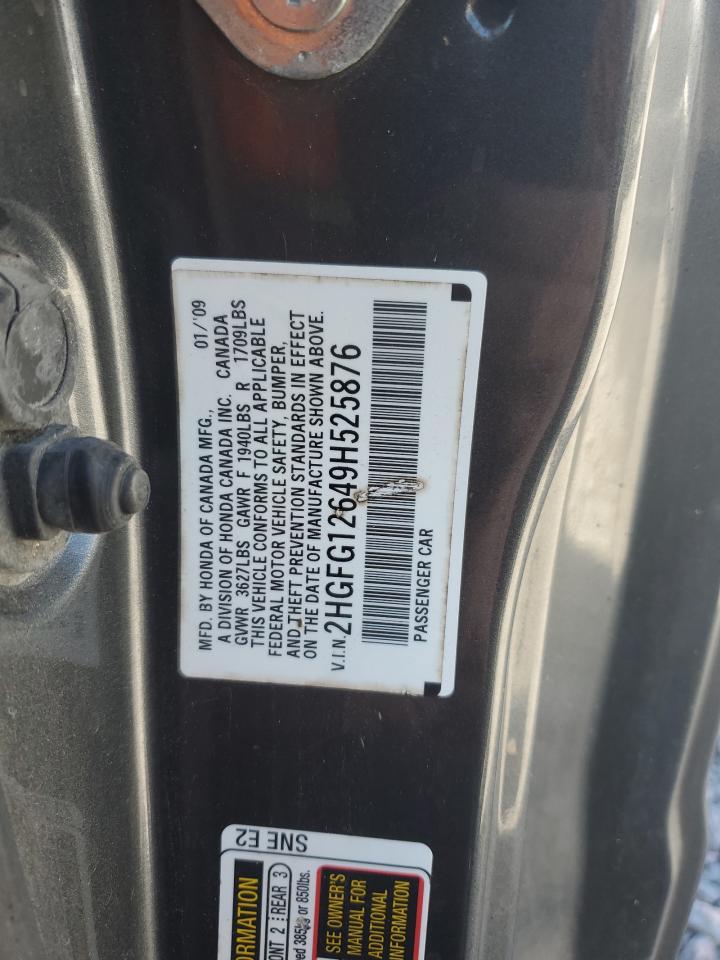 MFD. BY HONDA OF CANADA MFG., 01/'09
A DIVISION OF HONDA CANADA INC. CANADA
GVWR 3627LBS GAWR F 1940LBS R 1709LBS
THIS VEHICLE CONFORMS TO ALL APPLICABLE
FEDERAL MOTOR VEHICLE SAFETY, BUMPER,
AND THEFT PREVENTION STANDARDS IN EFFECT
ON THE DATE OF MANUFACTURE SHOWN ABOVE.
V.I.N. 2HGFG12649H525876
PASSENGER CAR
SNE E2
2 REAR 3
or 850lbs.
SEE OWNER'S
MANUAL FOR
ADDITIONAL
INFORMATION